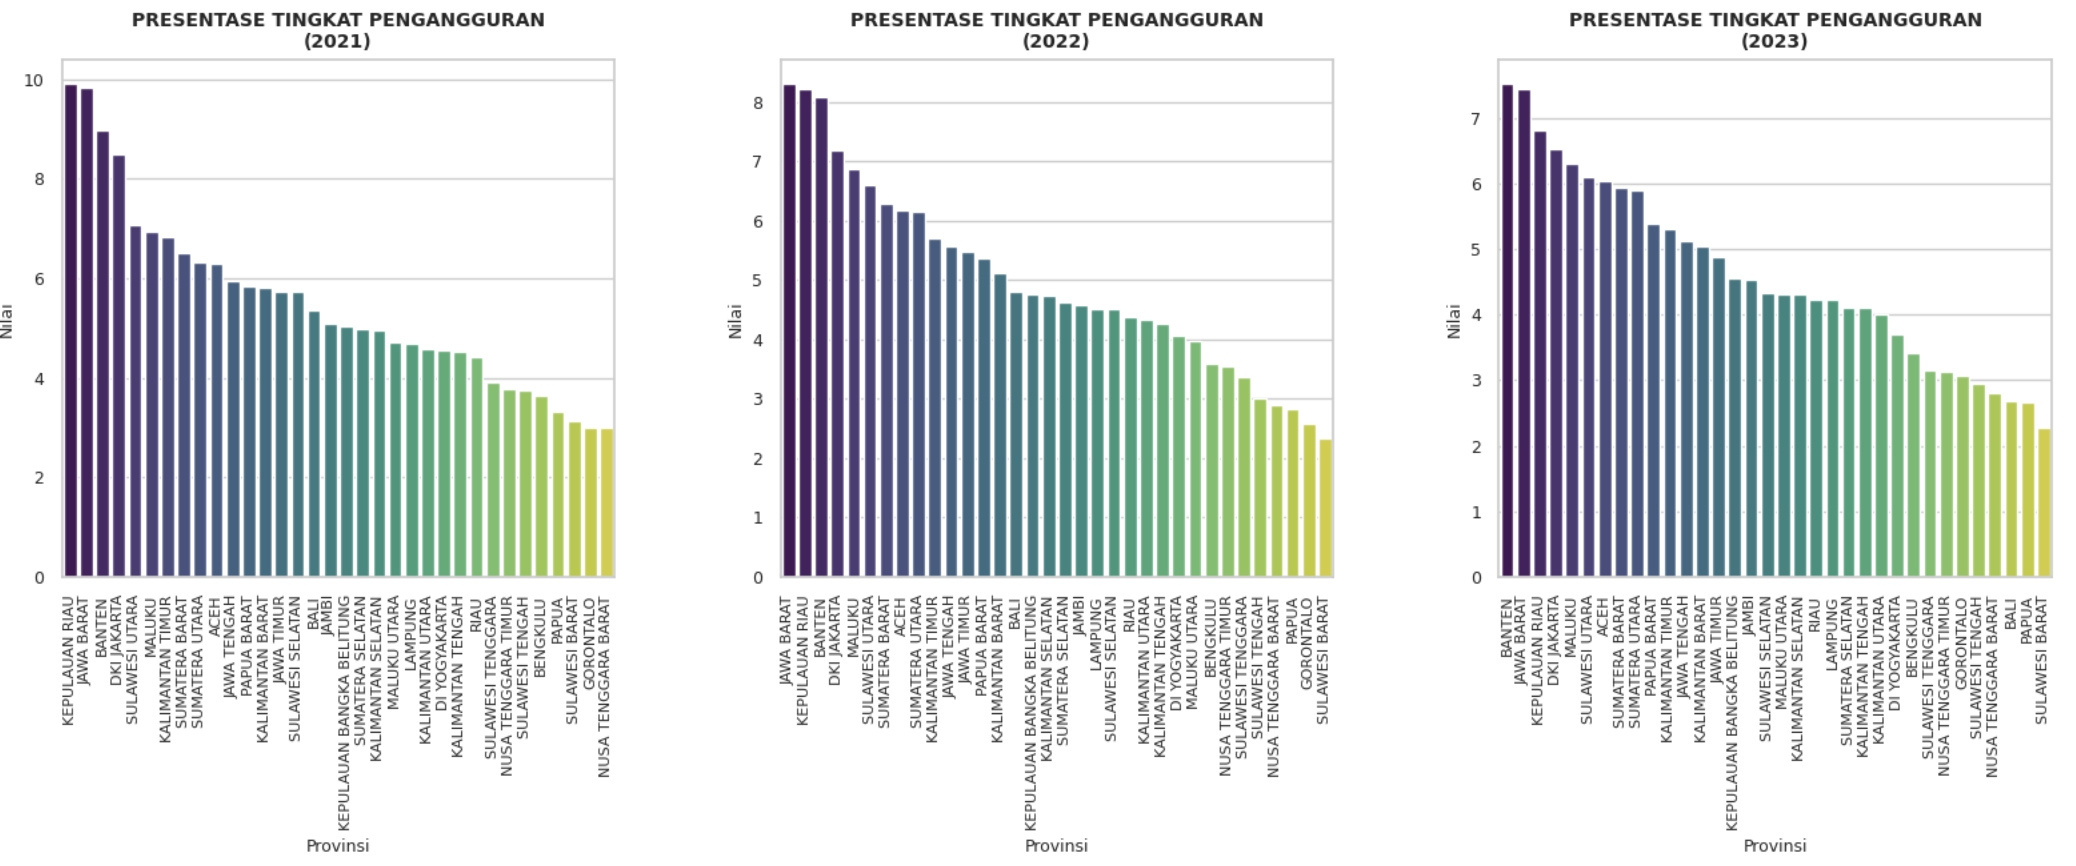 PRESENTASE TINGKAT PENGANGGURAN
(2021)
10
8
6
4
2
0
Nilai
KEPULAUAN RIAU
JAWA BARAT
BANTEN
DKI JAKARTA
SULAWESI UTARA
MALUKU
KALIMANTAN TIMUR
SUMATERA BARAT
SUMATERA UTARA
ACEH
JAWA TENGAH
PAPUA BARAT
KALIMANTAN BARAT
JAWA TIMUR
SULAWESI SELATAN
BALI
JAMBI
KEPULAUAN BANGKA BELITUNG
SUMATERA SELATAN
KALIMANTAN SELATAN
MALUKU UTARA
LAMPUNG
KALIMANTAN UTARA
DI YOGYAKARTA
KALIMANTAN TENGAH
RIAU
SULAWESI TENGGARA
NUSA TENGGARA TIMUR
SULAWESI TENGAH
BENGKULU
PAPUA
SULAWESI BARAT
GORONTALO
NUSA TENGGARA BARAT
Provinsi
PRESENTASE TINGKAT PENGANGGURAN
(2022)
8
7
6
5
4
3
2
1
0
Nilai
JAWA BARAT
KEPULAUAN RIAU
BANTEN
DKI JAKARTA
MALUKU
SULAWESI UTARA
SUMATERA BARAT
ACEH
SUMATERA UTARA
KALIMANTAN TIMUR
JAWA TENGAH
JAWA TIMUR
PAPUA BARAT
KALIMANTAN BARAT
BALI
KEPULAUAN BANGKA BELITUNG
KALIMANTAN SELATAN
SUMATERA SELATAN
JAMBI
LAMPUNG
SULAWESI SELATAN
RIAU
KALIMANTAN UTARA
KALIMANTAN TENGAH
DI YOGYAKARTA
MALUKU UTARA
BENGKULU
NUSA TENGGARA TIMUR
SULAWESI TENGGARA
SULAWESI TENGAH
NUSA TENGGARA BARAT
PAPUA
GORONTALO
SULAWESI BARAT
Provinsi
PRESENTASE TINGKAT PENGANGGURAN
(2023)
7
6
5
4
3
2
1
0
Nilai
BANTEN
JAWA BARAT
KEPULAUAN RIAU
DKI JAKARTA
MALUKU
SULAWESI UTARA
ACEH
SUMATERA BARAT
SUMATERA UTARA
PAPUA BARAT
KALIMANTAN TIMUR
JAWA TENGAH
KALIMANTAN BARAT
JAWA TIMUR
KEPULAUAN BANGKA BELITUNG
JAMBI
SULAWESI SELATAN
MALUKU UTARA
KALIMANTAN SELATAN
RIAU
LAMPUNG
SUMATERA SELATAN
KALIMANTAN TENGAH
KALIMANTAN UTARA
DI YOGYAKARTA
BENGKULU
SULAWESI TENGGARA
NUSA TENGGARA TIMUR
GORONTALO
SULAWESI TENGAH
NUSA TENGGARA BARAT
BALI
PAPUA
SULAWESI BARAT
Provinsi